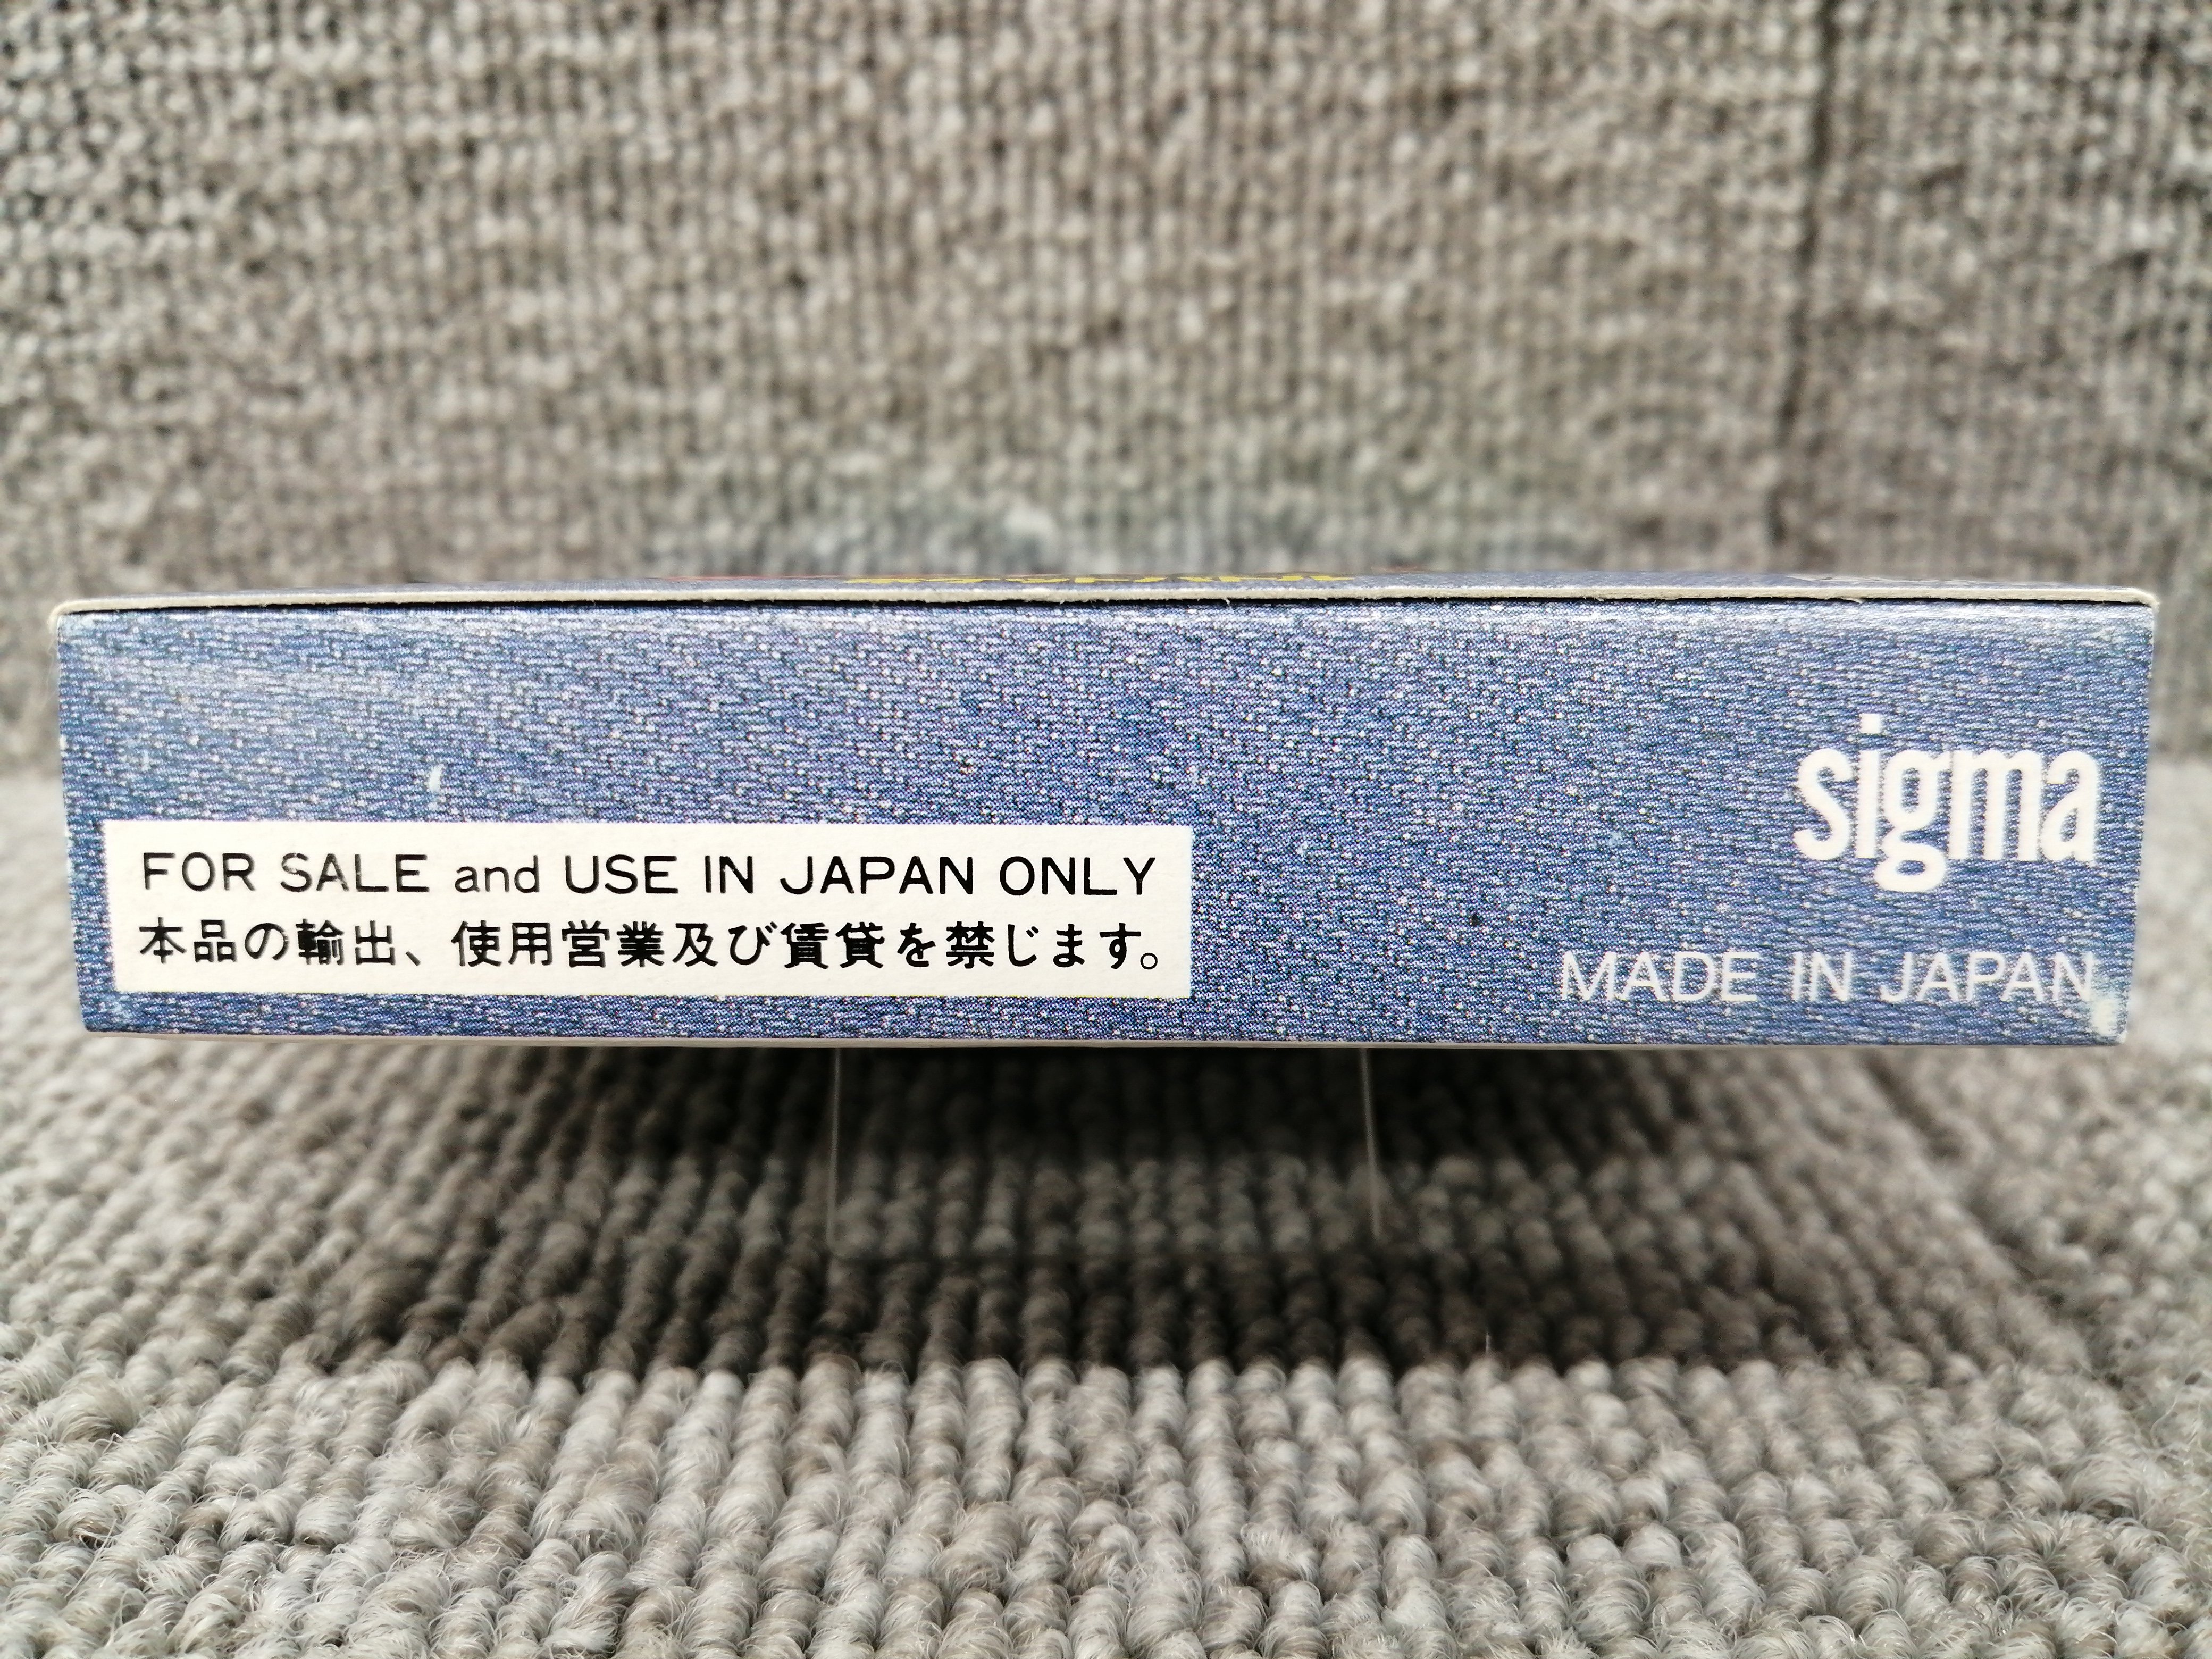 sigma
FOR SALE and USE IN JAPAN ONLY
本品の輸出、使用営業及び賃貸を禁じます。
MADE IN JAPAN